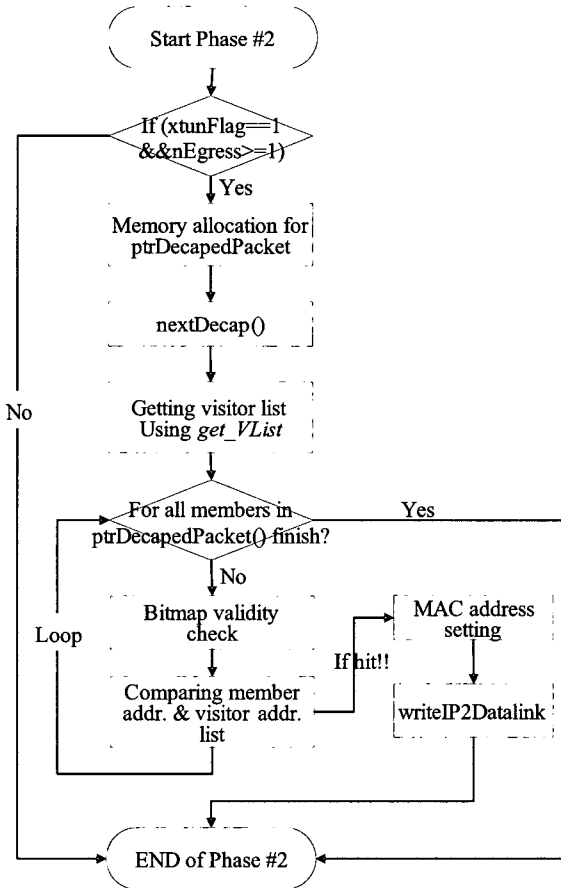 Start Phase #2
If (xtunFlag==1
&&nEgress>=1)
Yes
Memory allocation for
ptrDecapedPacket
nextDecap()
No
Getting visitor list
Using get_VList
For all members in
ptrDecapedPacket() finish?
Yes
No
Bitmap validity
check
MAC address
setting
Loop
If hit!!
Comparing member
addr. & visitor addr.
list
writeIP2Datalink
END of Phase #2